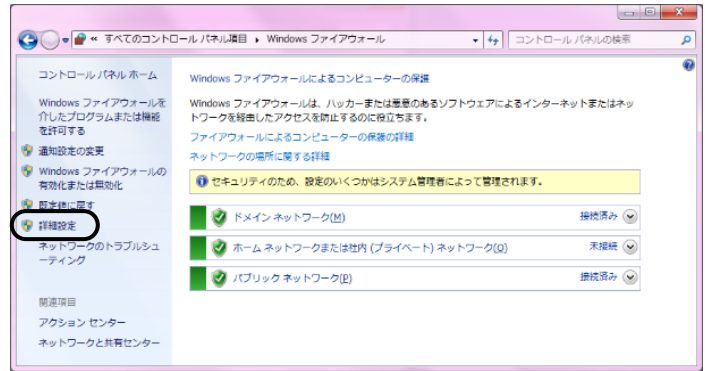 « すべてのコントロール パネル項目 ▸ Windows ファイアウォール
コントロール パネルの検索
コントロール パネル ホーム
Windows ファイアウォールを
介したプログラムまたは機能
を許可する
通知設定の変更
Windows ファイアウォールの
有効化または無効化
既定値に戻す
詳細設定
ネットワークのトラブルシュ
ーティング
関連項目
アクション センター
ネットワークと共有センター
Windows ファイアウォールによるコンピューターの保護
Windows ファイアウォールは、ハッカーまたは悪意のあるソフトウェアによるインターネットまたはネッ
トワークを経由したアクセスを防止するのに役立ちます。
ファイアウォールによるコンピューターの保護の詳細
ネットワークの場所に関する詳細
セキュリティのため、設定のいくつかはシステム管理者によって管理されます。
ドメイン ネットワーク(M) 接続済み
ホーム ネットワークまたは社内 (プライベート) ネットワーク(O) 未接続
パブリック ネットワーク(P) 接続済み